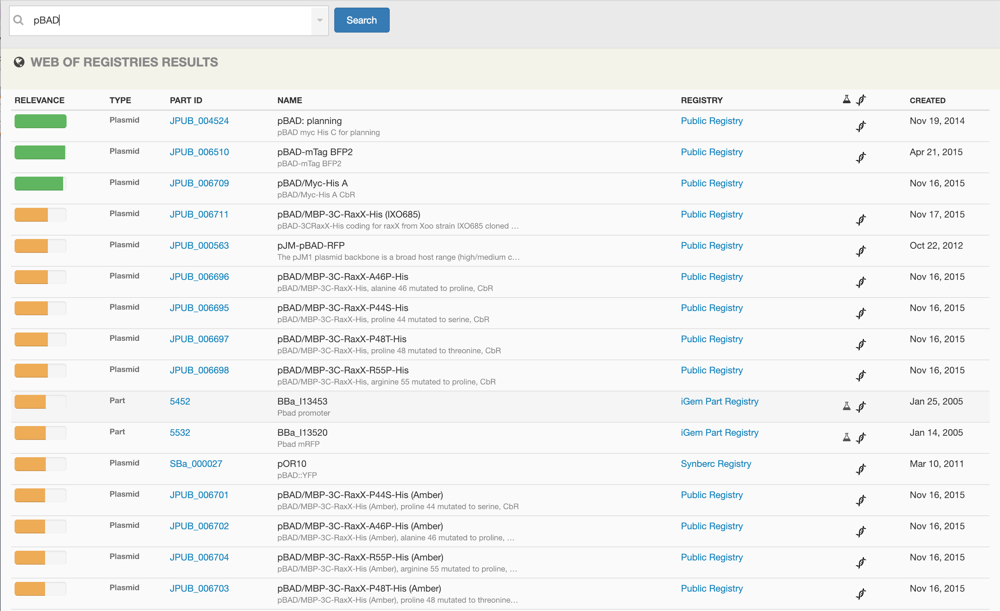 pBAD Search
WEB OF REGISTRIES RESULTS
RELEVANCE TYPE PART ID NAME REGISTRY CREATED
Plasmid JPUB_004524 pBAD: planning Public Registry Nov 19, 2014
pBAD myc His C for planning
Plasmid JPUB_006510 pBAD-mTag BFP2 Public Registry Apr 21, 2015
pBAD-mTag BFP2
Plasmid JPUB_006709 pBAD/Myc-His A Public Registry Nov 16, 2015
pBAD/Myc-His A CbR
Plasmid JPUB_006711 pBAD/MBP-3C-RaxX-His (IXO685) Public Registry Nov 17, 2015
pBAD-3CRaxX-His coding for raxX from Xoo strain IXO685 cloned …
Plasmid JPUB_000563 pJM-pBAD-RFP Public Registry Oct 22, 2012
The pJM1 plasmid backbone is a broad host range (high/medium c…
Plasmid JPUB_006696 pBAD/MBP-3C-RaxX-A46P-His Public Registry Nov 16, 2015
pBAD/MBP-3C-RaxX-His, alanine 46 mutated to proline, CbR
Plasmid JPUB_006695 pBAD/MBP-3C-RaxX-P44S-His Public Registry Nov 16, 2015
pBAD/MBP-3C-RaxX-His, proline 44 mutated to serine, CbR
Plasmid JPUB_006697 pBAD/MBP-3C-RaxX-P48T-His Public Registry Nov 16, 2015
pBAD/MBP-3C-RaxX-His, proline 48 mutated to threonine, CbR
Plasmid JPUB_006698 pBAD/MBP-3C-RaxX-R55P-His Public Registry Nov 16, 2015
pBAD/MBP-3C-RaxX-His, arginine 55 mutated to proline, CbR
Part 5452 BBa_I13453 iGem Part Registry Jan 25, 2005
Pbad promoter
Part 5532 BBa_I13520 iGem Part Registry Jan 14, 2005
Pbad mRFP
Plasmid SBa_000027 pOR10 Synberc Registry Mar 10, 2011
pBAD::YFP
Plasmid JPUB_006701 pBAD/MBP-3C-RaxX-P44S-His (Amber) Public Registry Nov 16, 2015
pBAD/MBP-3C-RaxX-His (Amber), proline 44 mutated to serine, CbR
Plasmid JPUB_006702 pBAD/MBP-3C-RaxX-A46P-His (Amber) Public Registry Nov 16, 2015
pBAD/MBP-3C-RaxX-His (Amber), alanine 46 mutated to proline, …
Plasmid JPUB_006704 pBAD/MBP-3C-RaxX-R55P-His (Amber) Public Registry Nov 16, 2015
pBAD/MBP-3C-RaxX-His (Amber), arginine 55 mutated to proline, …
Plasmid JPUB_006703 pBAD/MBP-3C-RaxX-P48T-His (Amber) Public Registry Nov 16, 2015
pBAD/MBP-3C-RaxX-His (Amber), proline 48 mutated to threonine…